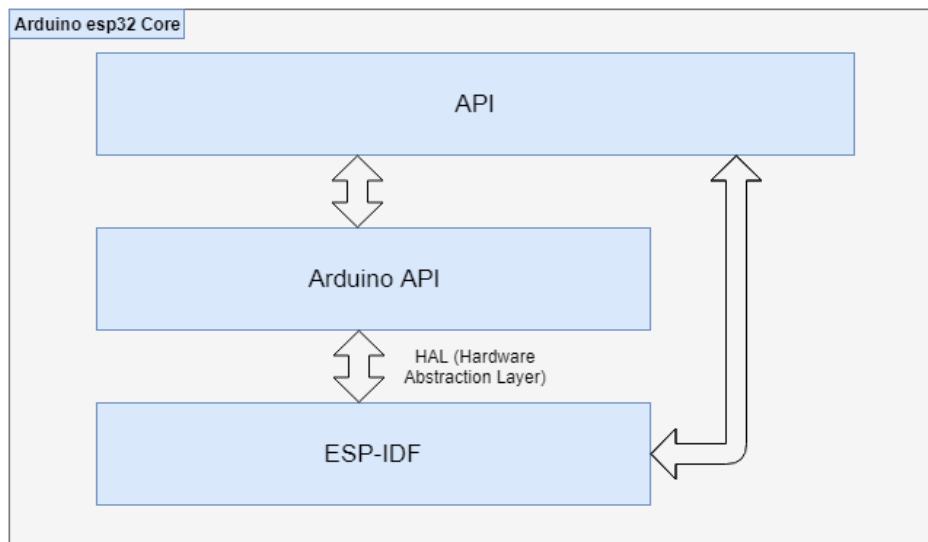 Arduino esp32 Core
API
Arduino API
HAL (Hardware
Abstraction Layer)
ESP-IDF